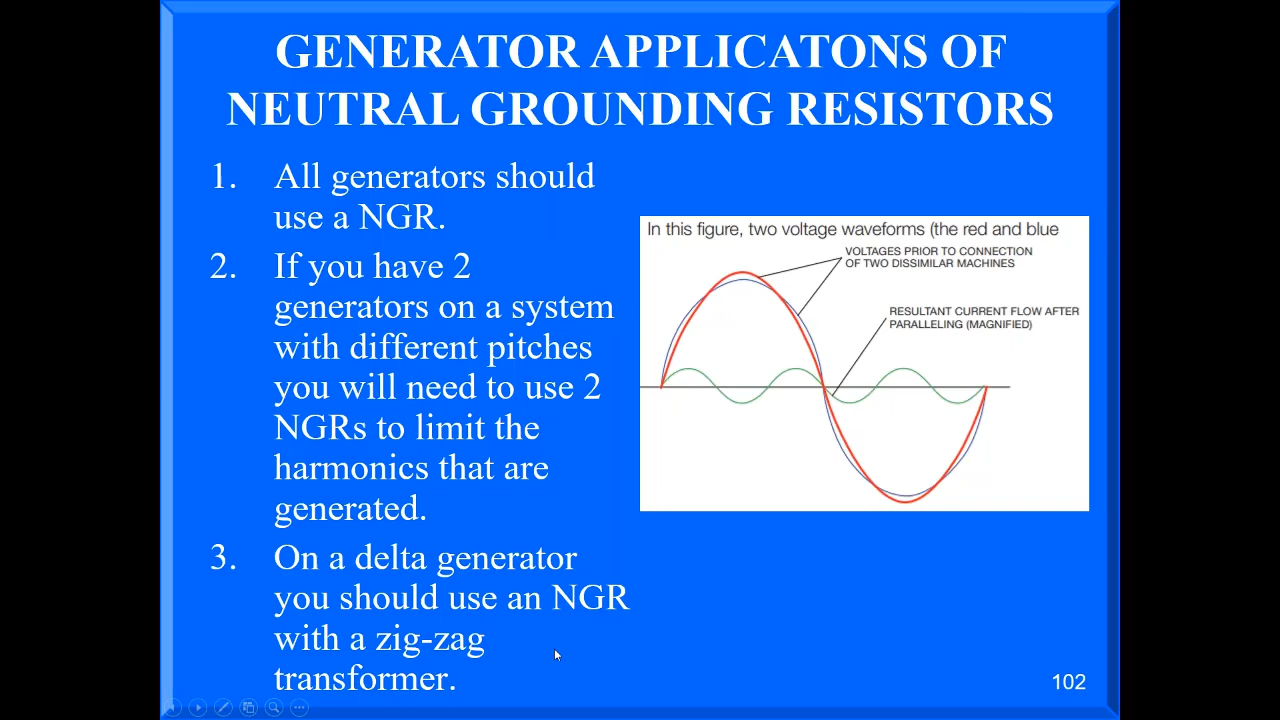 GENERATOR APPLICATONS OF
NEUTRAL GROUNDING RESISTORS
1. All generators should
use a NGR.
2. If you have 2
generators on a system
with different pitches
you will need to use 2
NGRs to limit the
harmonics that are
generated.
3. On a delta generator
you should use an NGR
with a zig-zag
transformer.
In this figure, two voltage waveforms (the red and blue
VOLTAGES PRIOR TO CONNECTION
OF TWO DISSIMILAR MACHINES
RESULTANT CURRENT FLOW AFTER
PARALLELING (MAGNIFIED)
102